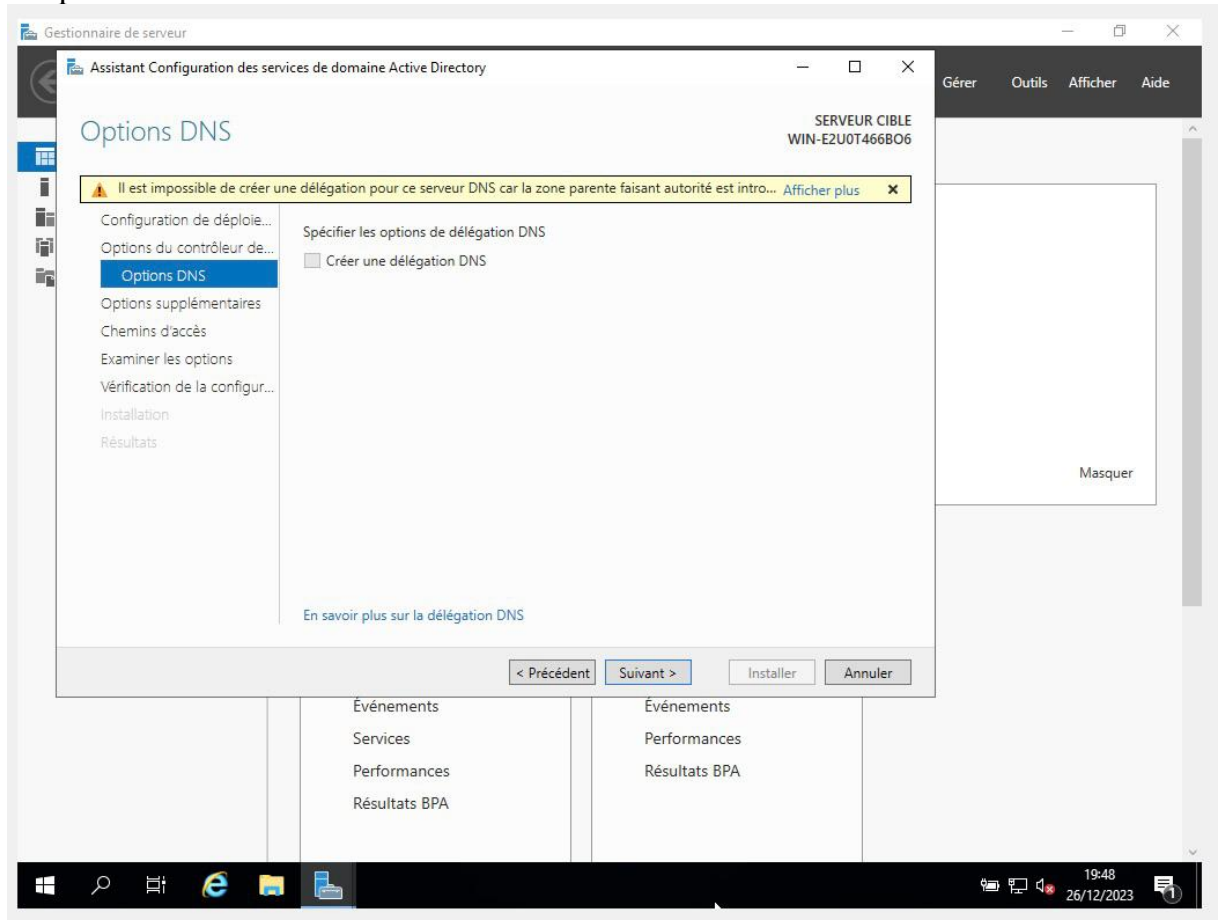 Gestionnaire de serveur
Assistant Configuration des services de domaine Active Directory
Gérer Outils Afficher Aide
Options DNS
SERVEUR CIBLE
WIN-E2U0T466BO6
Il est impossible de créer une délégation pour ce serveur DNS car la zone parente faisant autorité est intro... Afficher plus
Configuration de déploie...
Options du contrôleur de...
Options DNS
Options supplémentaires
Chemins d'accès
Examiner les options
Vérification de la configur...
Installation
Résultats
Spécifier les options de délégation DNS
Créer une délégation DNS
En savoir plus sur la délégation DNS
Masquer
< Précédent Suivant > Installer Annuler
Événements
Services
Performances
Résultats BPA
Événements
Performances
Résultats BPA
19:48
26/12/2023
1